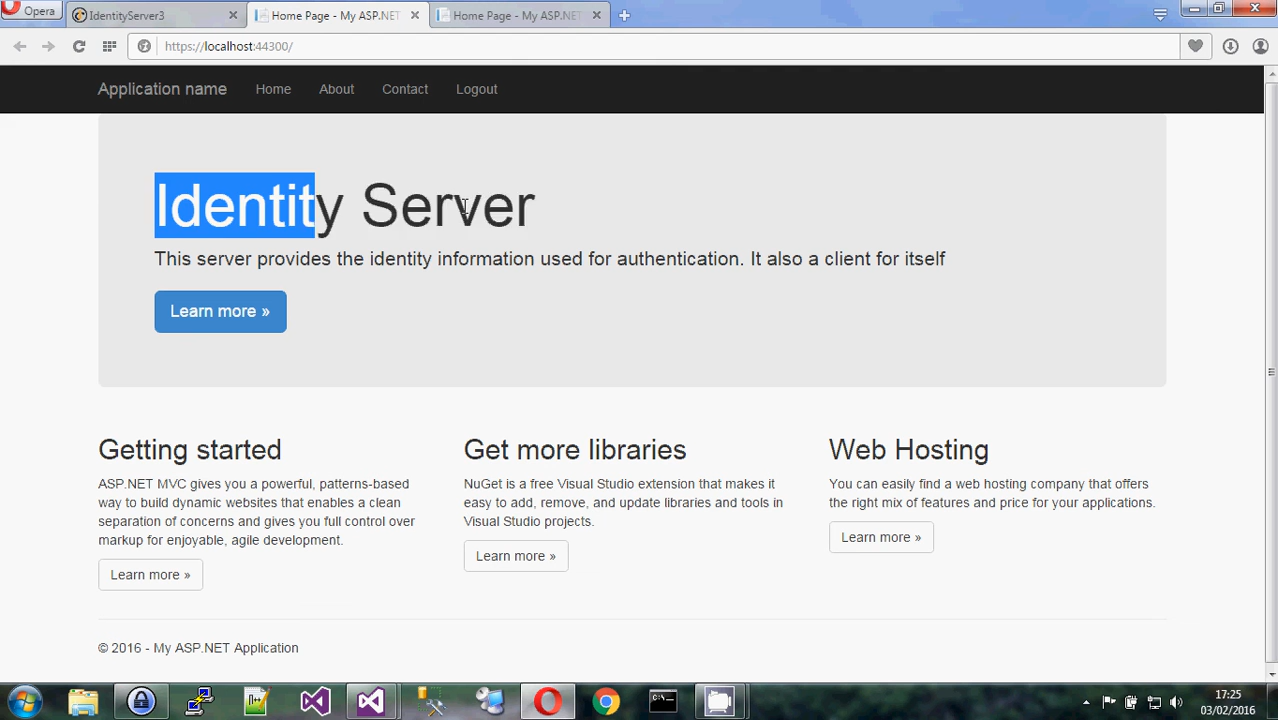 Opera
IdentityServer3
Home Page - My ASP.NET
Home Page - My ASP.NET
https://localhost:44300/
Application name
Home
About
Contact
Logout
Identity Server
This server provides the identity information used for authentication. It also a client for itself
Learn more »
Getting started
ASP.NET MVC gives you a powerful, patterns-based
way to build dynamic websites that enables a clean
separation of concerns and gives you full control over
markup for enjoyable, agile development.
Learn more »
Get more libraries
NuGet is a free Visual Studio extension that makes it
easy to add, remove, and update libraries and tools in
Visual Studio projects.
Learn more »
Web Hosting
You can easily find a web hosting company that offers
the right mix of features and price for your applications.
Learn more »
© 2016 - My ASP.NET Application
17:25
03/02/2016